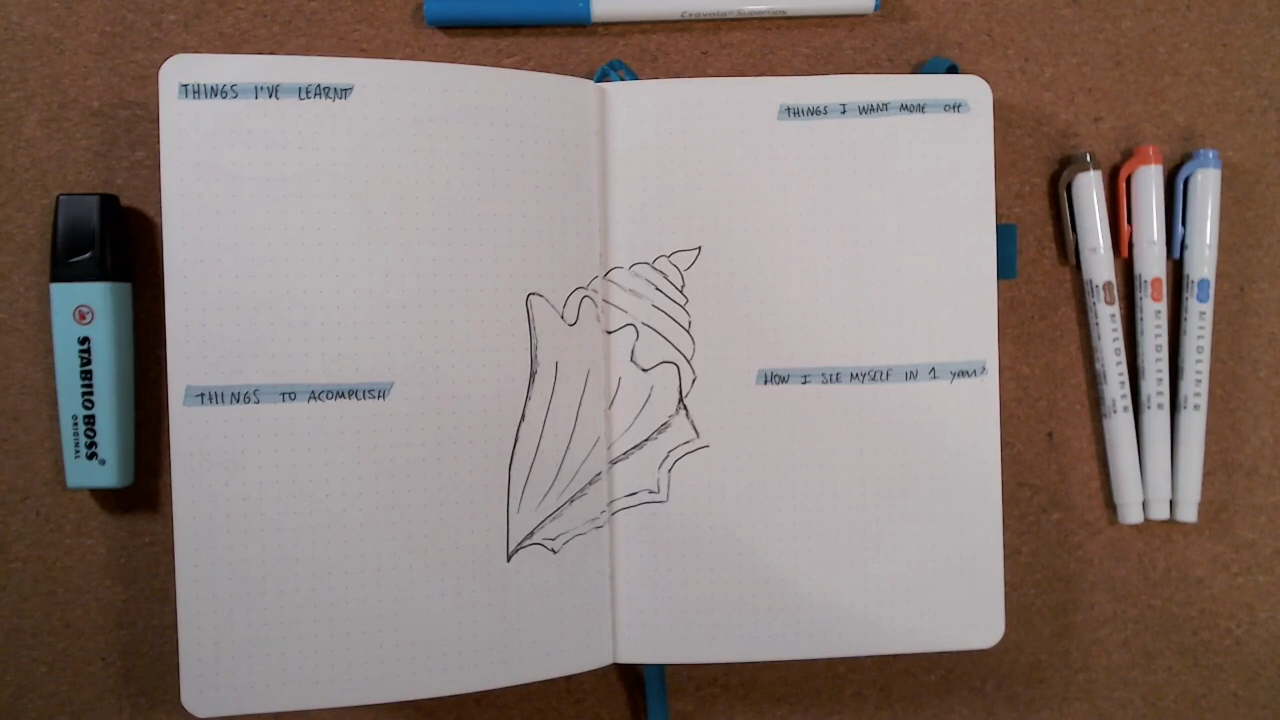 Crayola® SuperTips
THINGS I'VE LEARNT
THINGS I WANT MORE Off
THINGS TO ACOMPLISH
HOW I SEE MYSELF IN 1 year?
STABILO BOSS®
ORIGINAL
MILDLINER
MILDLINER
MILDLINER